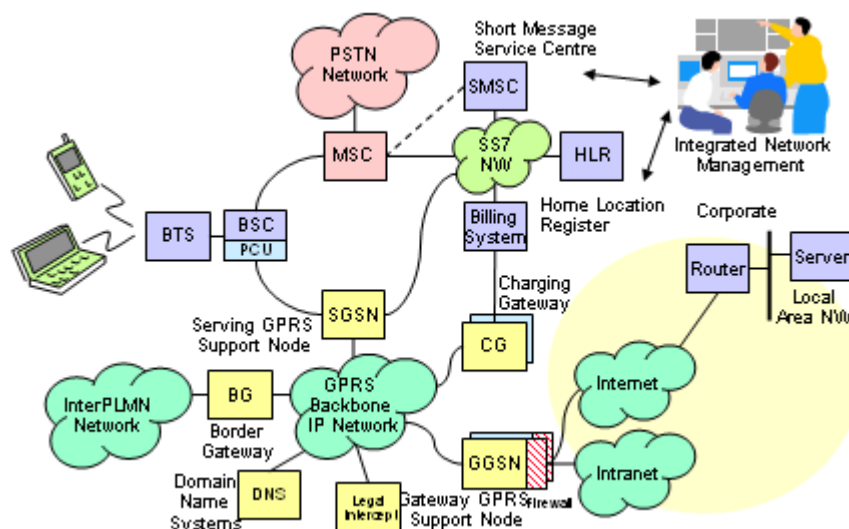 Short Message
Service Centre
PSTN
Network
SMSC
MSC
SS7
NW
HLR
Integrated Network
Management
BTS
BSC
PCU
Billing
System
Home Location
Register
Corporate
Router
Server
Local
Area NW
Charging
Gateway
Serving GPRS
Support Node
SGSN
CG
Internet
InterPLMN
Network
BG
GPRS
Backbone
IP Network
Border
Gateway
GGSN
Intranet
Domain
Name
Systems
DNS
Legal
Intercept
Gateway GPRS
Support Node
Firewall